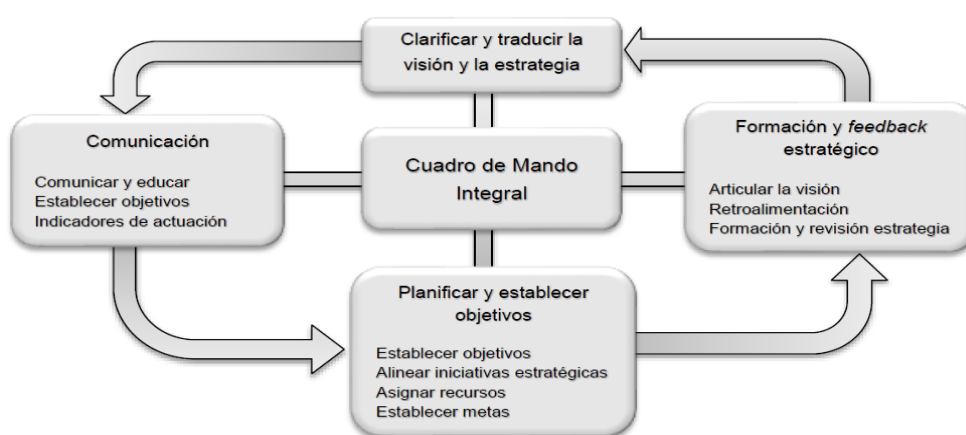 Clarificar y traducir la
visión y la estrategia
Comunicación
Comunicar y educar
Establecer objetivos
Indicadores de actuación
Cuadro de Mando
Integral
Formación y feedback
estratégico
Articular la visión
Retroalimentación
Formación y revisión estrategia
Planificar y establecer
objetivos
Establecer objetivos
Alinear iniciativas estratégicas
Asignar recursos
Establecer metas